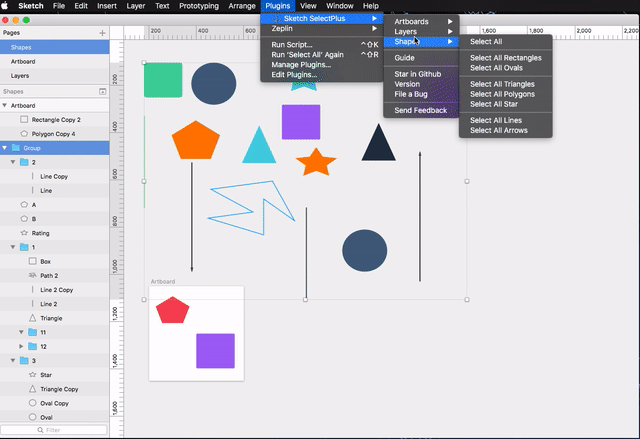 Sketch File Edit Insert Layer Text Prototyping Arrange Plugins View Window Help
Pages +
Shapes
Artboard
Layers
Shapes
Artboard
Rectangle Copy 2
Polygon Copy 4
Group
2
Line Copy
Line
A
B
Rating
1
Box
Path 2
Line 2 Copy
Line 2
Triangle
11
12
3
Star
Triangle Copy
Oval Copy
Oval
Filter
200
400
600
800
1,000
1,200
1,400
1,600
200
1,800
2,000
2,200
Sketch SelectPlus
Zeplin
Run Script... ^⇧K
Run 'Select All' Again ^⇧R
Manage Plugins...
Edit Plugins...
Artboards
Layers
Shapes
Guide
Star in Github
Version
File a Bug
Send Feedback
Select All
Select All Rectangles
Select All Ovals
Select All Triangles
Select All Polygons
Select All Star
Select All Lines
Select All Arrows
Artboard